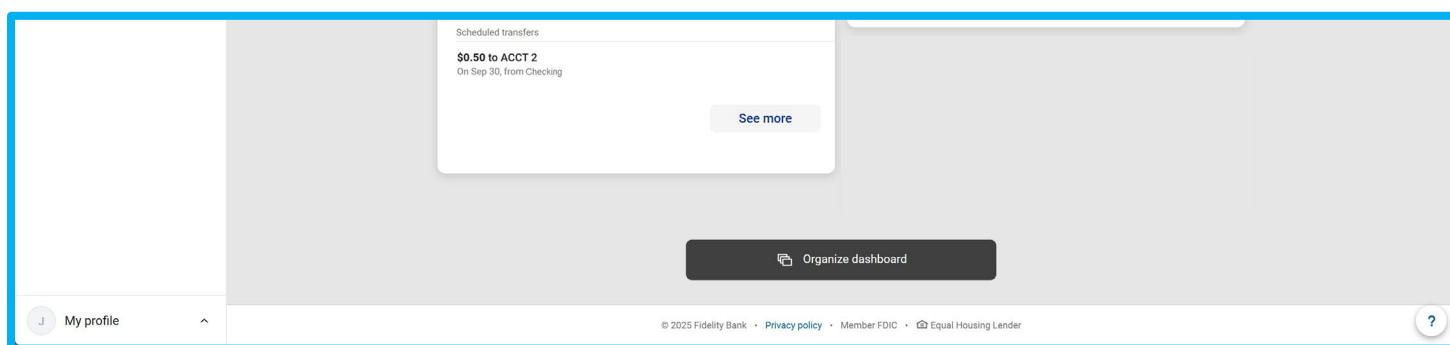 Scheduled transfers
$0.50 to ACCT 2
On Sep 30, from Checking
See more
Organize dashboard
J My profile
© 2025 Fidelity Bank • Privacy policy • Member FDIC • Equal Housing Lender
?